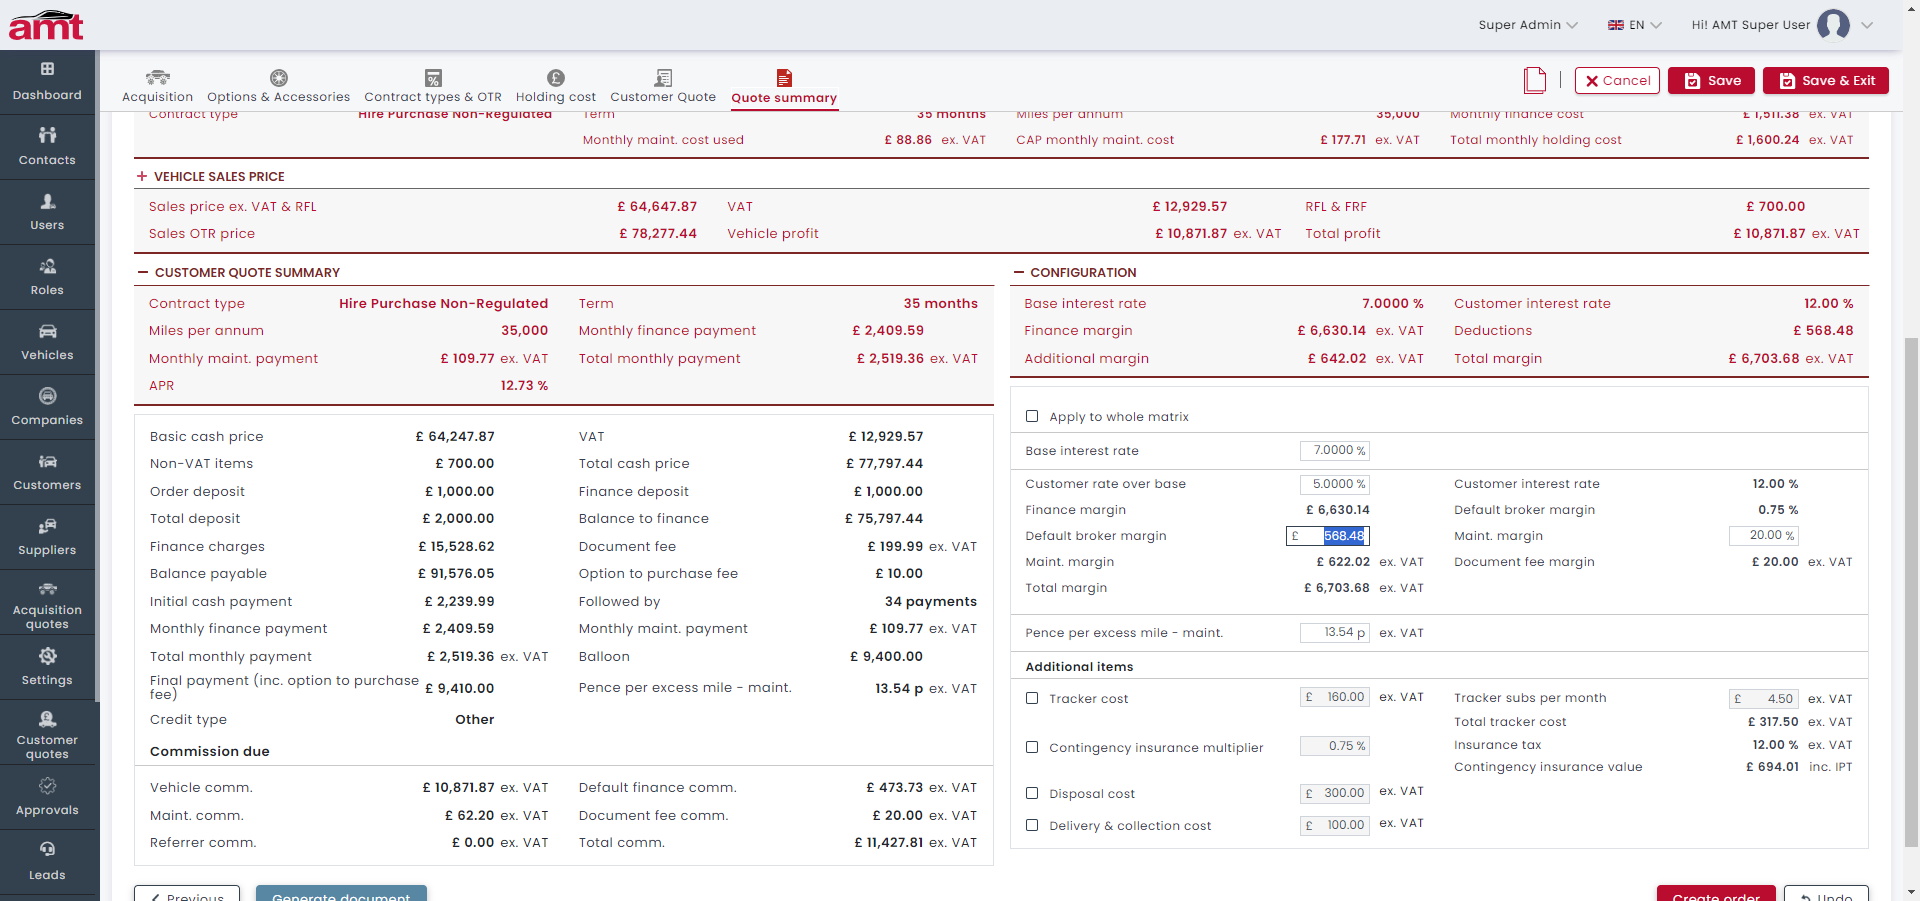 amt
Super Admin
EN
Hi! AMT Super User
Dashboard
Contacts
Users
Roles
Vehicles
Companies
Customers
Suppliers
Acquisition
quotes
Settings
Customer
quotes
Approvals
Leads
Acquisition
Options & Accessories
Contract types & OTR
Holding cost
Customer Quote
Quote summary
Cancel
Save
Save & Exit
Contract type Hire Purchase Non-Regulated Term 35 months Miles per annum 35,000 Monthly finance cost £ 1,511.38 ex. VAT
Monthly maint. cost used £ 88.86 ex. VAT CAP monthly maint. cost £ 177.71 ex. VAT Total monthly holding cost £ 1,600.24 ex. VAT
+ VEHICLE SALES PRICE
Sales price ex. VAT & RFL £ 64,647.87 VAT £ 12,929.57 RFL & FRF £ 700.00
Sales OTR price £ 78,277.44 Vehicle profit £ 10,871.87 ex. VAT Total profit £ 10,871.87 ex. VAT
− CUSTOMER QUOTE SUMMARY
Contract type Hire Purchase Non-Regulated Term 35 months
Miles per annum 35,000 Monthly finance payment £ 2,409.59
Monthly maint. payment £ 109.77 ex. VAT Total monthly payment £ 2,519.36 ex. VAT
APR 12.73 %
Basic cash price £ 64,247.87 VAT £ 12,929.57
Non-VAT items £ 700.00 Total cash price £ 77,797.44
Order deposit £ 1,000.00 Finance deposit £ 1,000.00
Total deposit £ 2,000.00 Balance to finance £ 75,797.44
Finance charges £ 15,528.62 Document fee £ 199.99 ex. VAT
Balance payable £ 91,576.05 Option to purchase fee £ 10.00
Initial cash payment £ 2,239.99 Followed by 34 payments
Monthly finance payment £ 2,409.59 Monthly maint. payment £ 109.77 ex. VAT
Total monthly payment £ 2,519.36 ex. VAT Balloon £ 9,400.00
Final payment (inc. option to purchase
fee) £ 9,410.00 Pence per excess mile - maint. 13.54 p ex. VAT
Credit type Other
Commission due
Vehicle comm. £ 10,871.87 ex. VAT Default finance comm. £ 473.73 ex. VAT
Maint. comm. £ 62.20 ex. VAT Document fee comm. £ 20.00 ex. VAT
Referrer comm. £ 0.00 ex. VAT Total comm. £ 11,427.81 ex. VAT
− CONFIGURATION
Base interest rate 7.0000 % Customer interest rate 12.00 %
Finance margin £ 6,630.14 ex. VAT Deductions £ 568.48
Additional margin £ 642.02 ex. VAT Total margin £ 6,703.68 ex. VAT
Apply to whole matrix
Base interest rate 7.0000 %
Customer rate over base 5.0000 % Customer interest rate 12.00 %
Finance margin £ 6,630.14 Default broker margin 0.75 %
Default broker margin £ 568.48 Maint. margin 20.00 %
Maint. margin £ 622.02 ex. VAT Document fee margin £ 20.00 ex. VAT
Total margin £ 6,703.68 ex. VAT
Pence per excess mile - maint. 13.54 p ex. VAT
Additional items
Tracker cost £ 160.00 ex. VAT Tracker subs per month £ 4.50 ex. VAT
Total tracker cost £ 317.50 ex. VAT
Contingency insurance multiplier 0.75 % Insurance tax 12.00 % ex. VAT
Contingency insurance value £ 694.01 inc. IPT
Disposal cost £ 300.00 ex. VAT
Delivery & collection cost £ 100.00 ex. VAT
Previous
Generate document
Create order
Undo